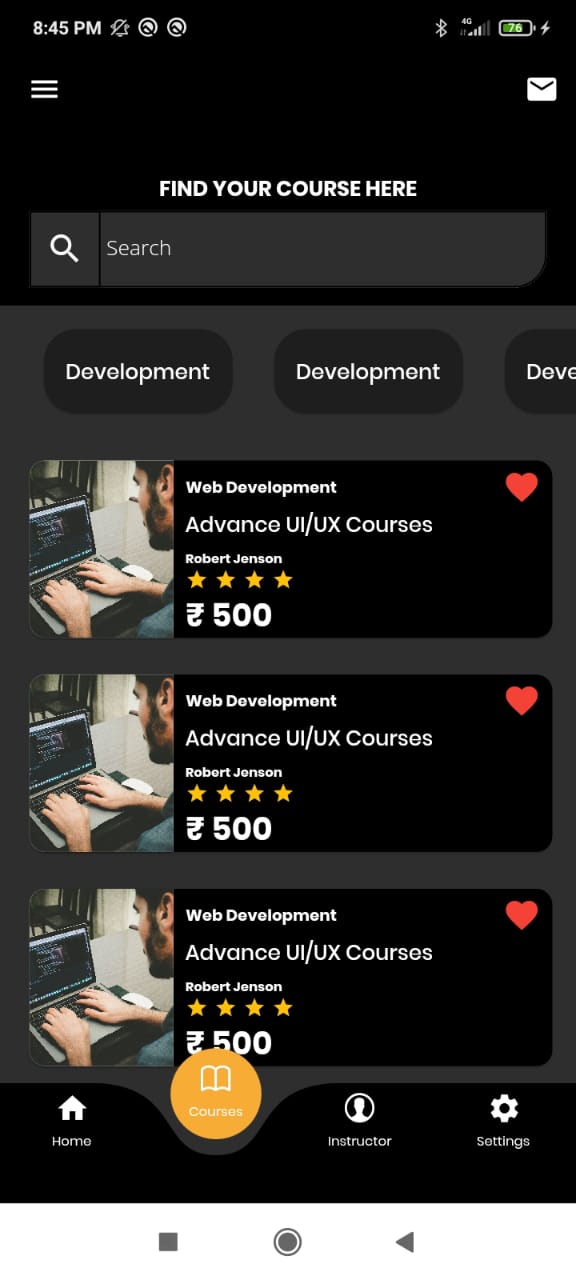 8:45 PM
4G
76
FIND YOUR COURSE HERE
Search
Development
Development
Deve
Web Development
Advance UI/UX Courses
Robert Jenson
₹ 500
Web Development
Advance UI/UX Courses
Robert Jenson
₹ 500
Web Development
Advance UI/UX Courses
Robert Jenson
₹ 500
Home
Courses
Instructor
Settings